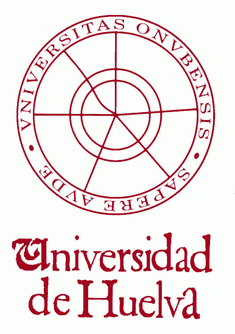 VNIVERSITAS ONVBENSIS · SAPERE AVDE ·
Universidad
de Huelva